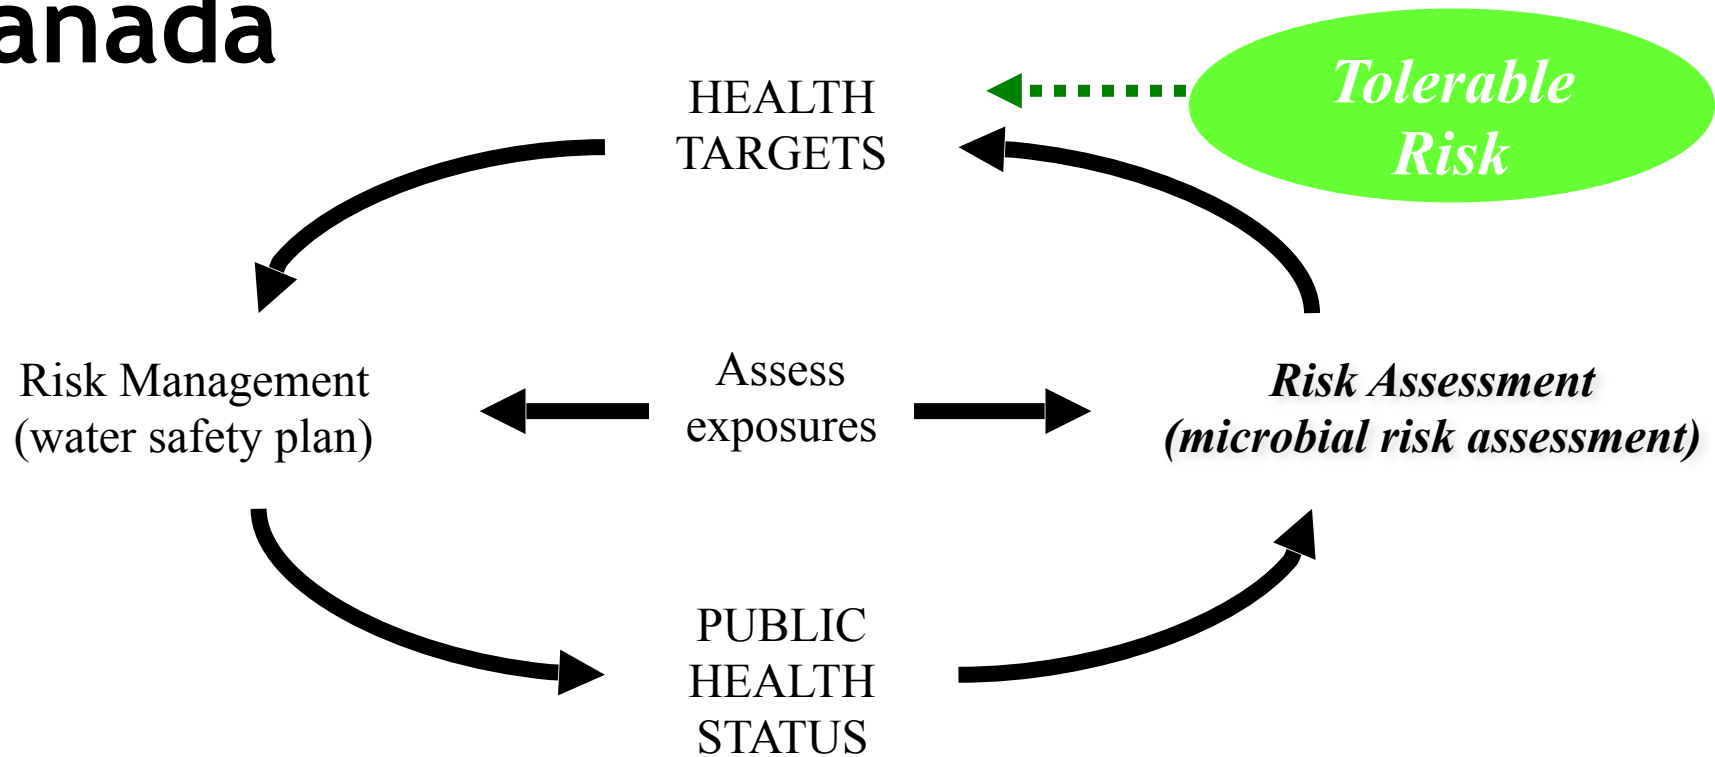 anada
HEALTH
TARGETS
Tolerable
Risk
Risk Management
(water safety plan)
Assess
exposures
Risk Assessment
(microbial risk assessment)
PUBLIC
HEALTH
STATUS